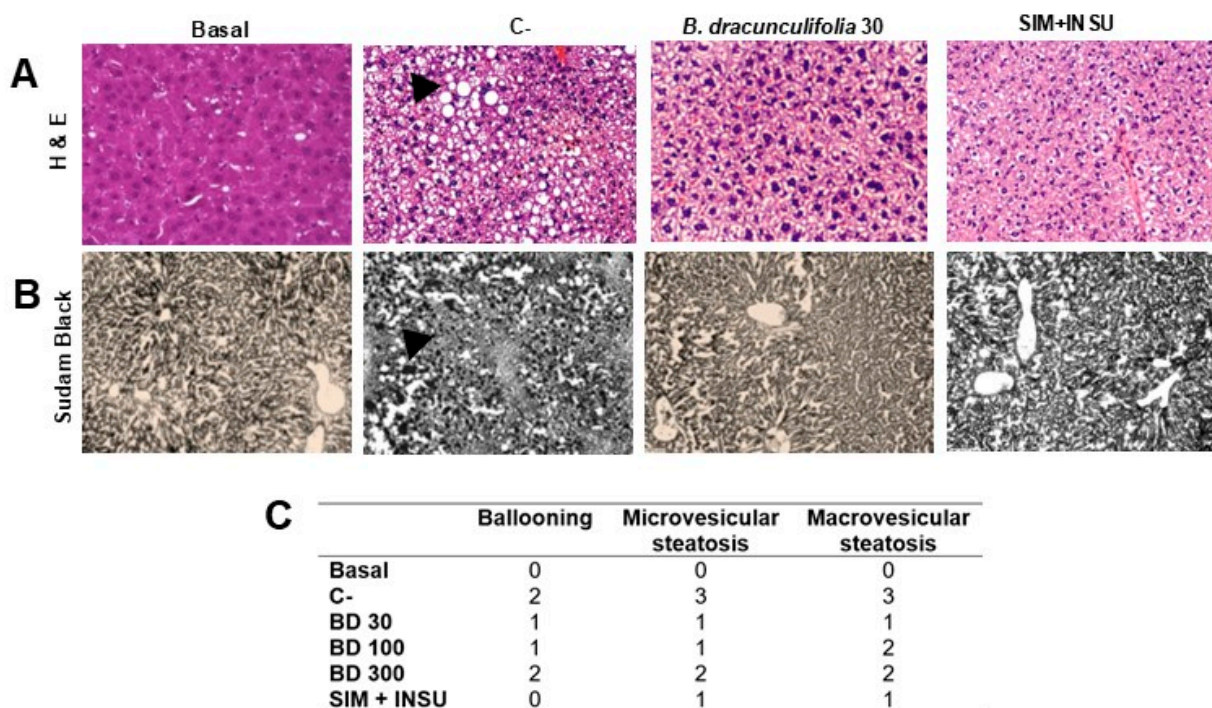 Basal C- B. dracunculifolia 30 SIM+INSU
A
H & E
B
Sudam Black
C
Ballooning Microvesicular steatosis Macrovesicular steatosis
Basal 0 0 0
C- 2 3 3
BD 30 1 1 1
BD 100 1 1 2
BD 300 2 2 2
SIM + INSU 0 1 1